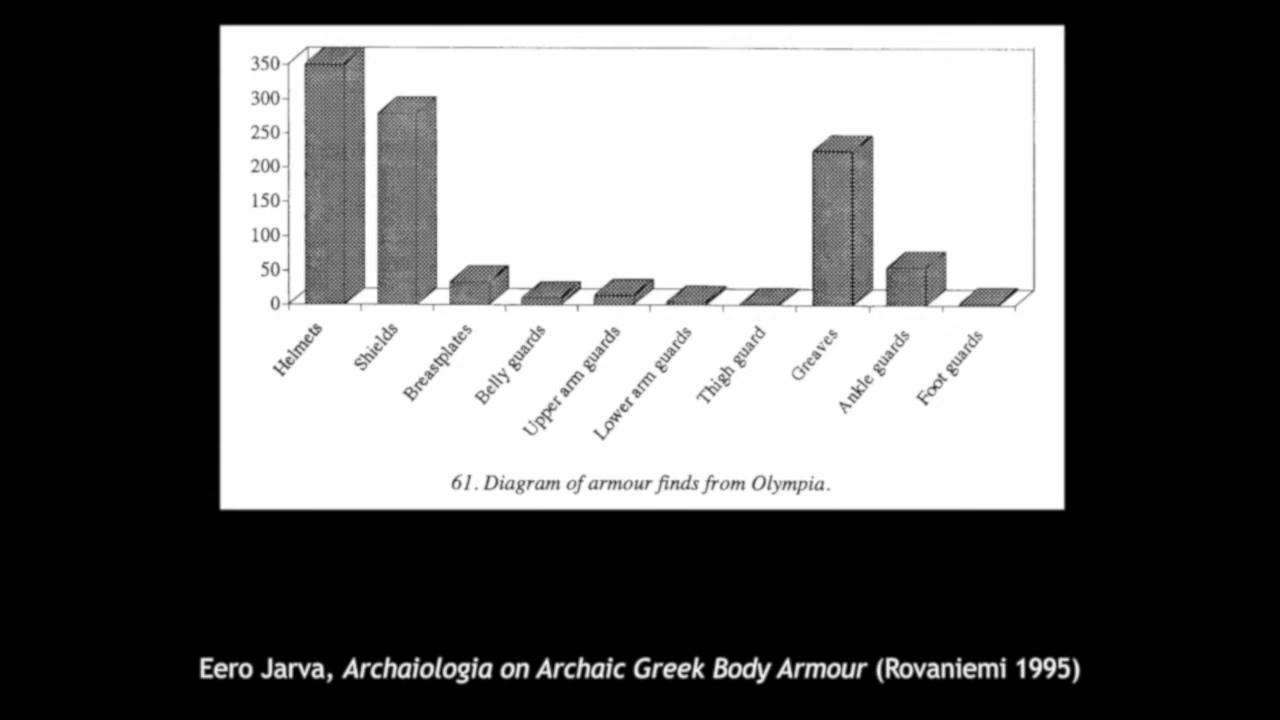 350
300
250
200
150
100
50
0
Helmets
Shields
Breastplates
Belly guards
Upper arm guards
Lower arm guards
Thigh guard
Greaves
Ankle guards
Foot guards
61. Diagram of armour finds from Olympia.
Eero Jarva, Archaiologia on Archaic Greek Body Armour (Rovaniemi 1995)